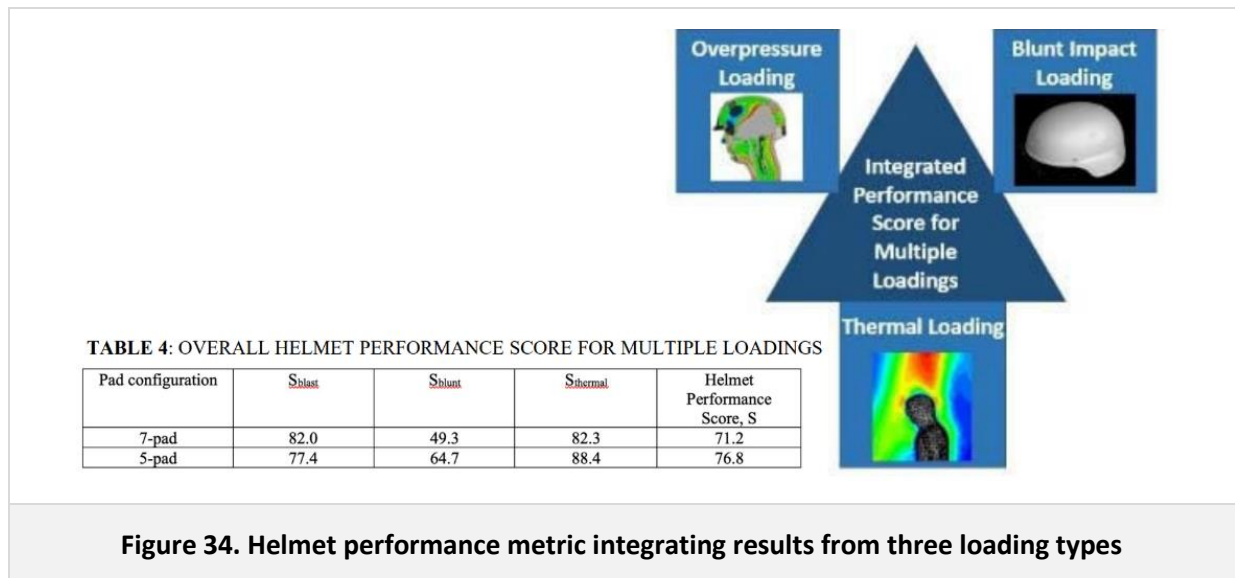 Overpressure
Loading
Blunt Impact
Loading
Integrated
Performance
Score for
Multiple
Loadings
Thermal Loading
TABLE 4: OVERALL HELMET PERFORMANCE SCORE FOR MULTIPLE LOADINGS
Pad configuration Sblast Sblunt Sthermal Helmet
Performance
Score, S
7-pad 82.0 49.3 82.3 71.2
5-pad 77.4 64.7 88.4 76.8
Figure 34. Helmet performance metric integrating results from three loading types